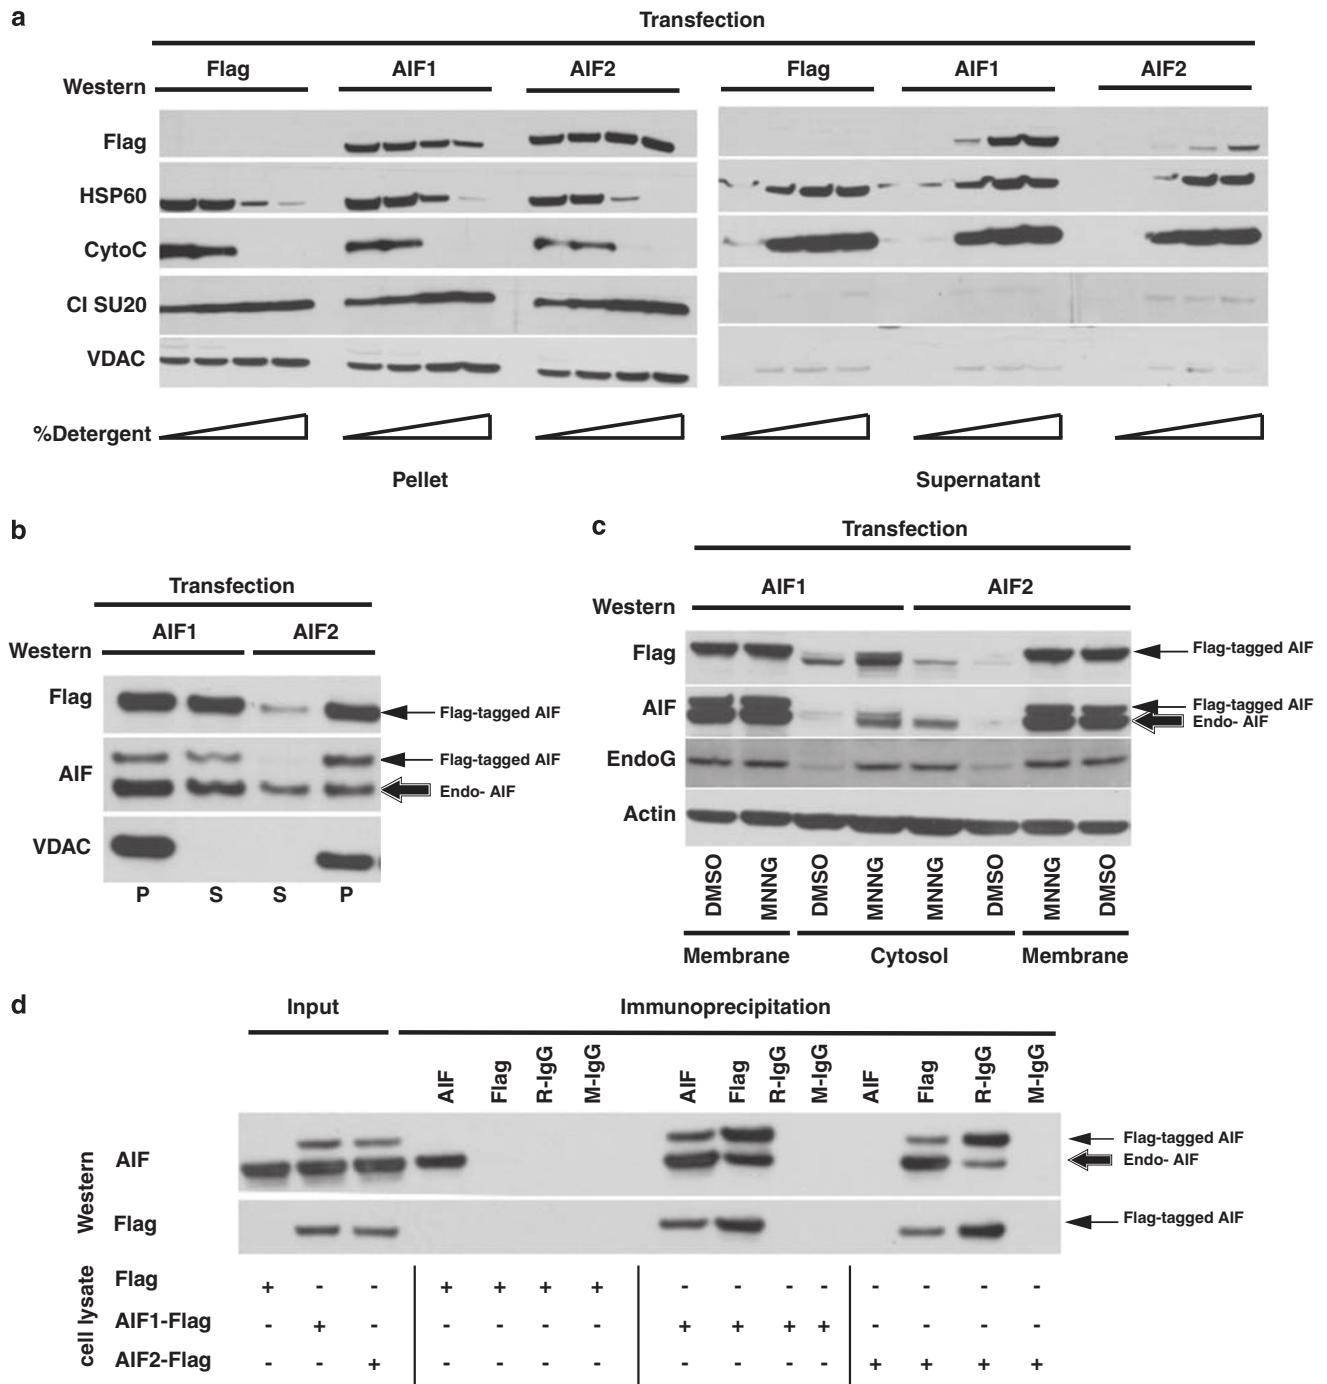 a
Transfection
Flag AIF1 AIF2 Flag AIF1 AIF2
Western
Flag
HSP60
CytoC
CI SU20
VDAC
%Detergent
Pellet Supernatant
b
Transfection
AIF1 AIF2
Western
Flag
Flag-tagged AIF
AIF
Flag-tagged AIF
Endo- AIF
VDAC
P S S P
c
Transfection
AIF1 AIF2
Western
Flag
Flag-tagged AIF
AIF
Flag-tagged AIF
Endo- AIF
EndoG
Actin
DMSO MNNG DMSO MNNG MNNG DMSO MNNG DMSO
Membrane Cytosol Membrane
d
Input Immunoprecipitation
AIF Flag R-IgG M-IgG AIF Flag R-IgG M-IgG AIF Flag R-IgG M-IgG
Western
AIF
Flag-tagged AIF
Endo- AIF
Flag
Flag-tagged AIF
cell lysate
Flag + - - + + + + - - - - - - - -
AIF1-Flag - + - - - - - + + + + - - - -
AIF2-Flag - - + - - - - - - - - + + + +